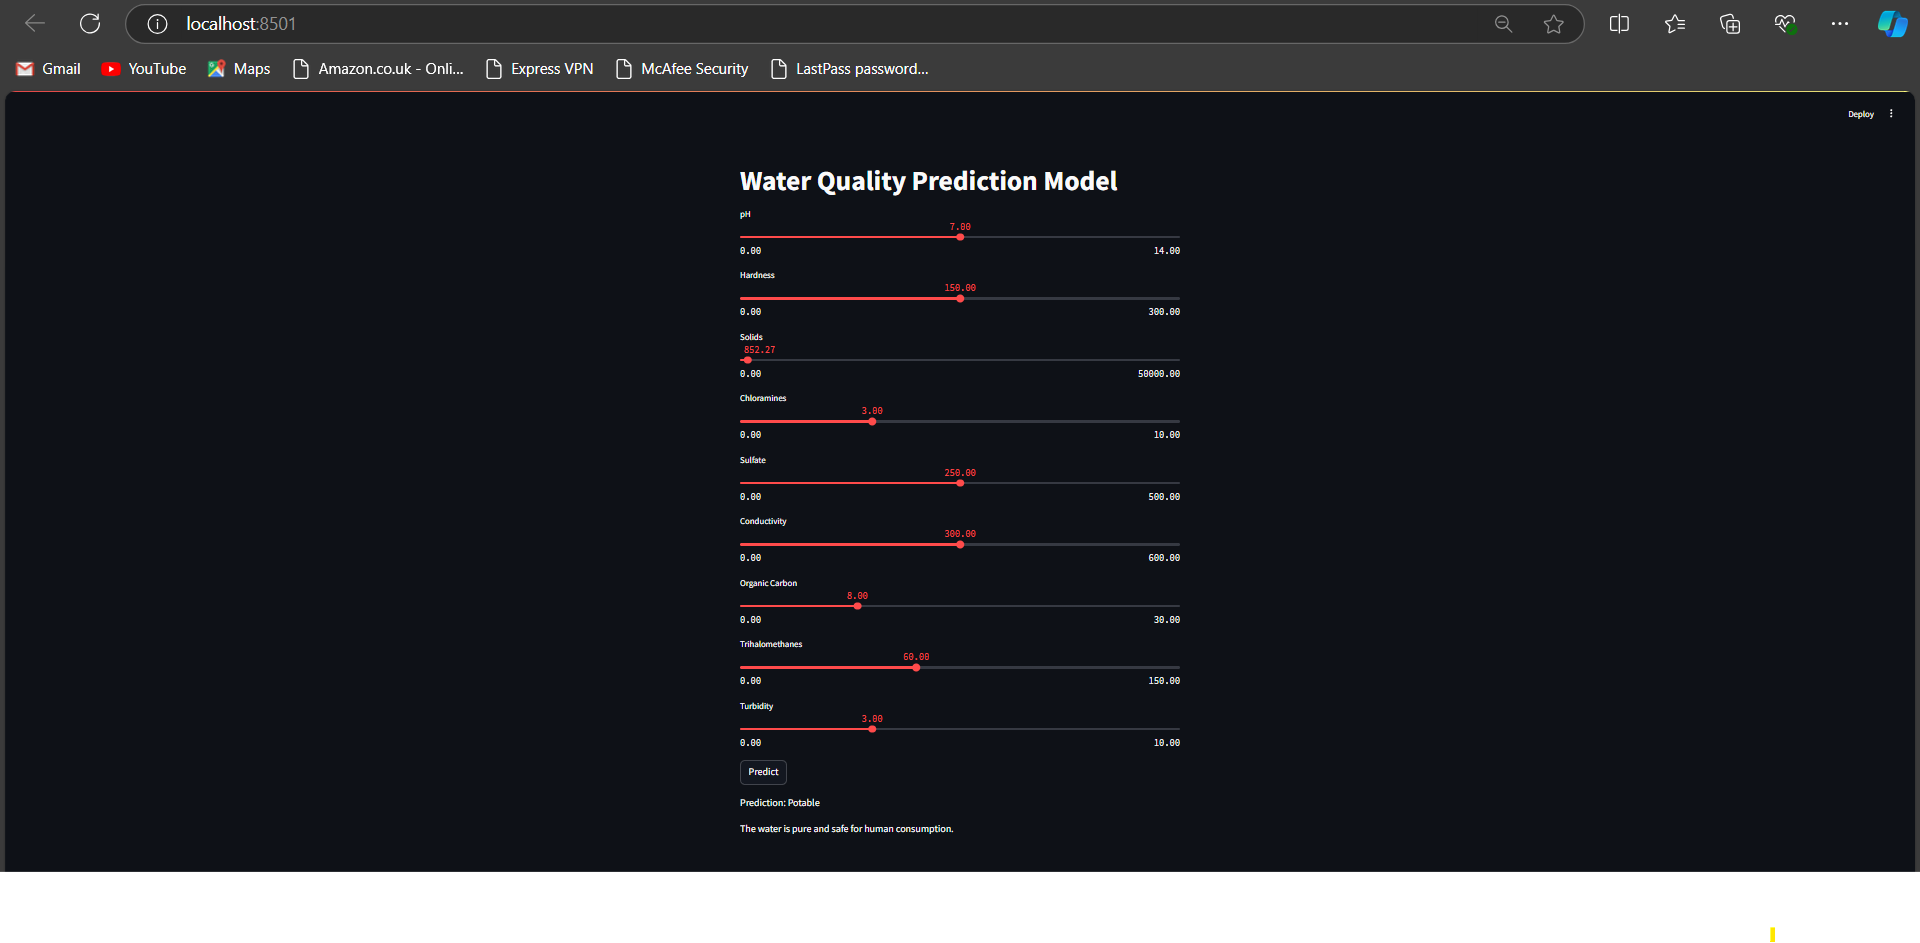 localhost:8501
Gmail YouTube Maps Amazon.co.uk - Onli... Express VPN McAfee Security LastPass password...
Deploy
Water Quality Prediction Model
pH
7.00
0.00 14.00
Hardness
150.00
0.00 300.00
Solids
852.27
0.00 50000.00
Chloramines
3.00
0.00 10.00
Sulfate
250.00
0.00 500.00
Conductivity
300.00
0.00 600.00
Organic Carbon
8.00
0.00 30.00
Trihalomethanes
60.00
0.00 150.00
Turbidity
3.00
0.00 10.00
Predict
Prediction: Potable
The water is pure and safe for human consumption.